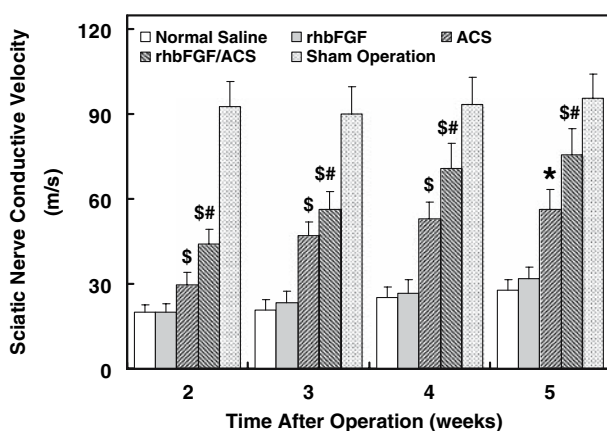 120
Normal Saline rhbFGF ACS
rhbFGF/ACS Sham Operation
90
60
30
0
Sciatic Nerve Conductive Velocity
(m/s)
$ $# $ $# $ $# * $#
2 3 4 5
Time After Operation (weeks)